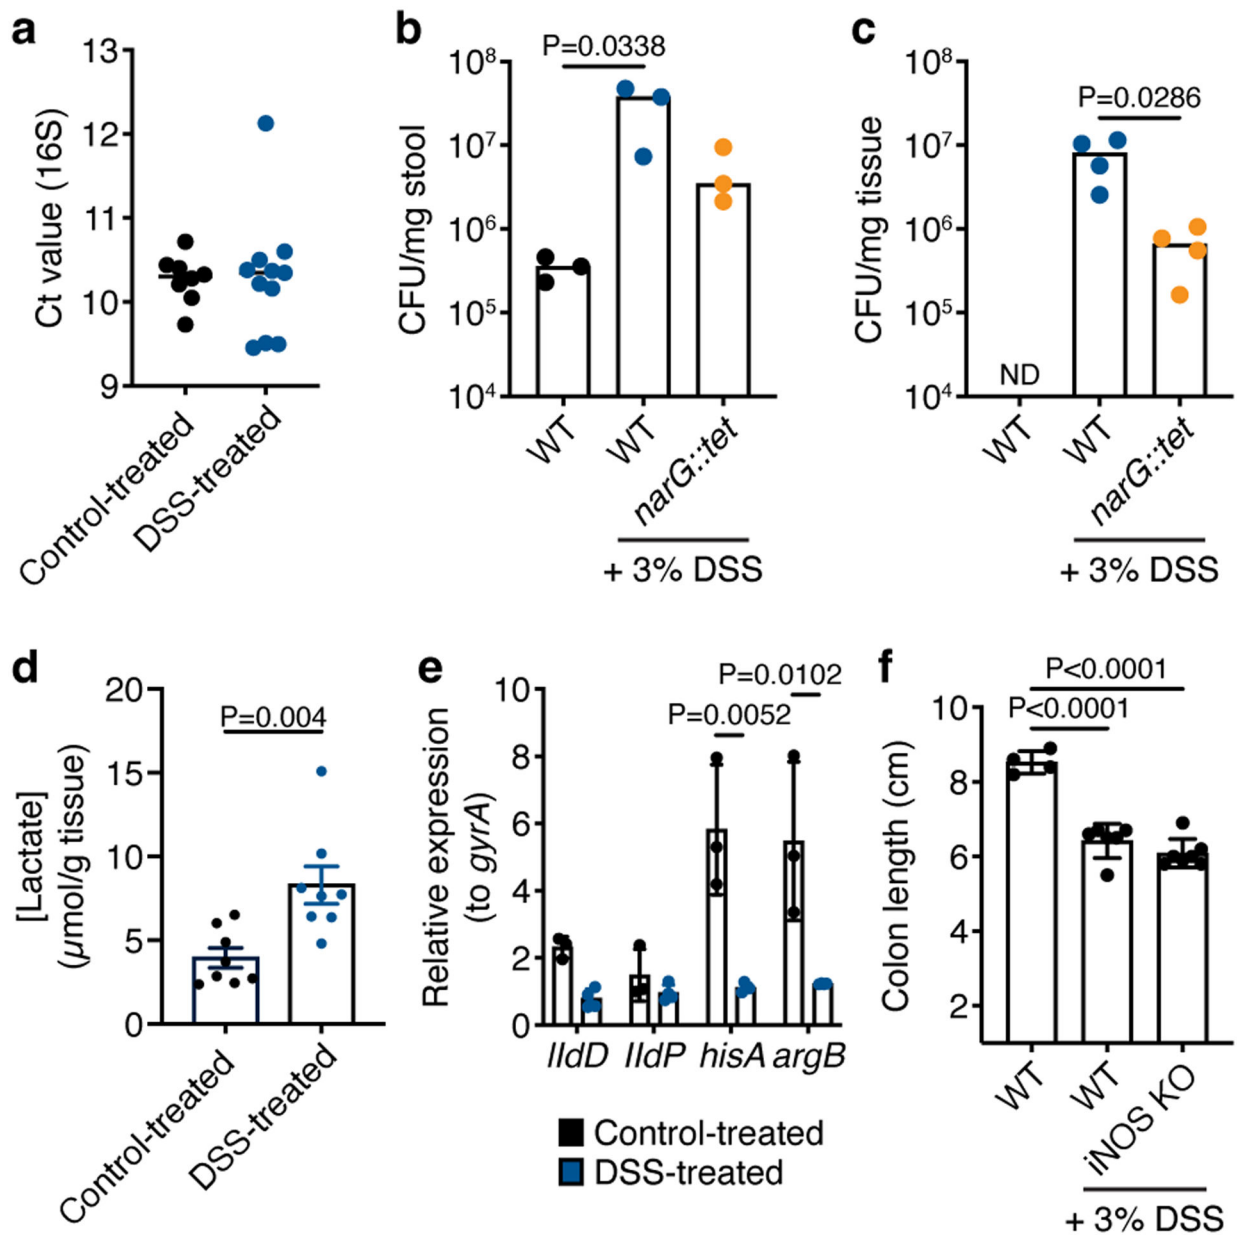 a
13
12
11
10
9
Ct value (16S)
Control-treated
DSS-treated
b
P=0.0338
10⁸
10⁷
10⁶
10⁵
10⁴
CFU/mg stool
WT
WT
narG::tet
+ 3% DSS
c
P=0.0286
10⁸
10⁷
10⁶
10⁵
10⁴
CFU/mg tissue
ND
WT
WT
narG::tet
+ 3% DSS
d
20
15
10
5
0
P=0.004
[Lactate]
(µmol/g tissue)
Control-treated
DSS-treated
e
P=0.0102
P=0.0052
10
8
6
4
2
0
Relative expression
(to gyrA)
lldD lldP hisA argB
Control-treated
DSS-treated
f
P<0.0001
P<0.0001
10
8
6
4
2
Colon length (cm)
WT
WT
iNOS KO
+ 3% DSS